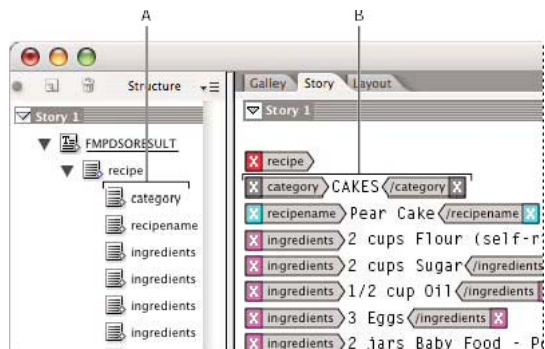 A B
Structure
Galley Story Layout
Story 1
Story 1
FMPDSORESULT
recipe
recipe
category
category CAKES /category
recipename
recipename Pear Cake /recipename
ingredients
ingredients 2 cups Flour (self-r
ingredients
ingredients 2 cups Sugar /ingredients
ingredients
ingredients 1/2 cup Oil /ingredients
ingredients
ingredients 3 Eggs /ingredients
ingredients 2 jars Baby Food -